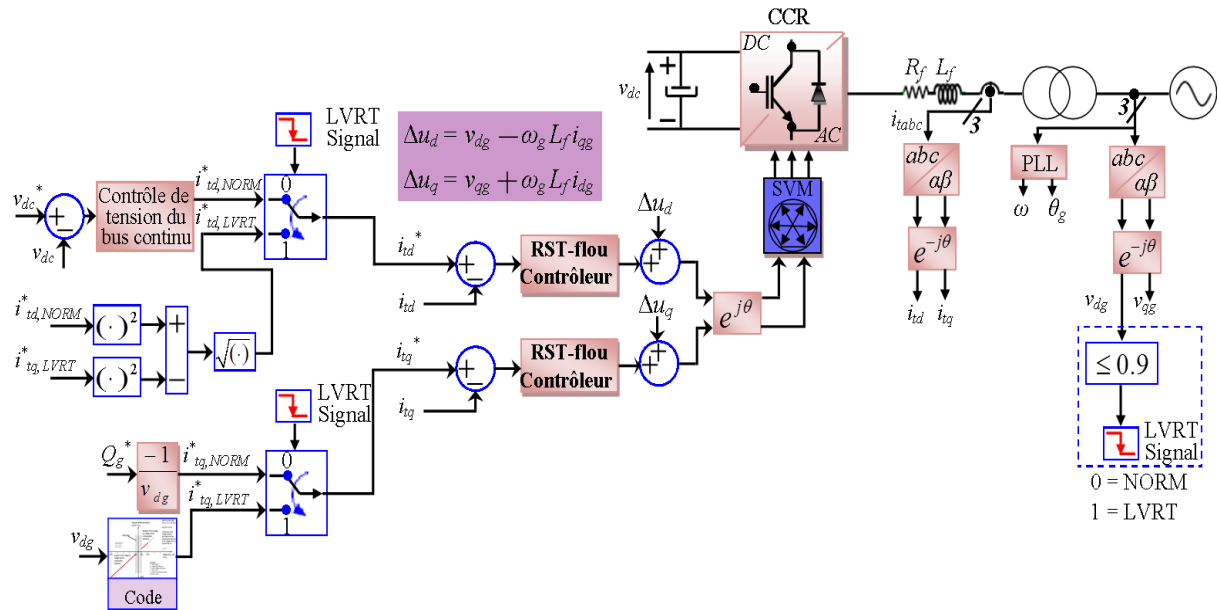 CCR
DC
AC
v_dc
R_f L_f
i_tabc
3
3
abc
αβ
PLL
ω θ_g
abc
αβ
e^{-jθ}
e^{-jθ}
i_td i_tq
v_dg v_qg
≤ 0.9
LVRT
Signal
0 = NORM
1 = LVRT
LVRT
Signal
Δu_d = v_dg − ω_g L_f i_qg
Δu_q = v_qg + ω_g L_f i_dg
SVM
v_dc*
v_dc
Contrôle de
tension du
bus continu
i*_td,NORM
i*_td,LVRT
0
1
i*_td,NORM
(·)²
i*_tq,LVRT
(·)²
+
−
√(·)
i_td*
i_td
RST-flou
Contrôleur
Δu_d
Δu_q
e^{jθ}
i_tq*
i_tq
RST-flou
Contrôleur
LVRT
Signal
Q_g*
−1
v_dg
i*_tq,NORM
i*_tq,LVRT
0
1
v_dg
Code